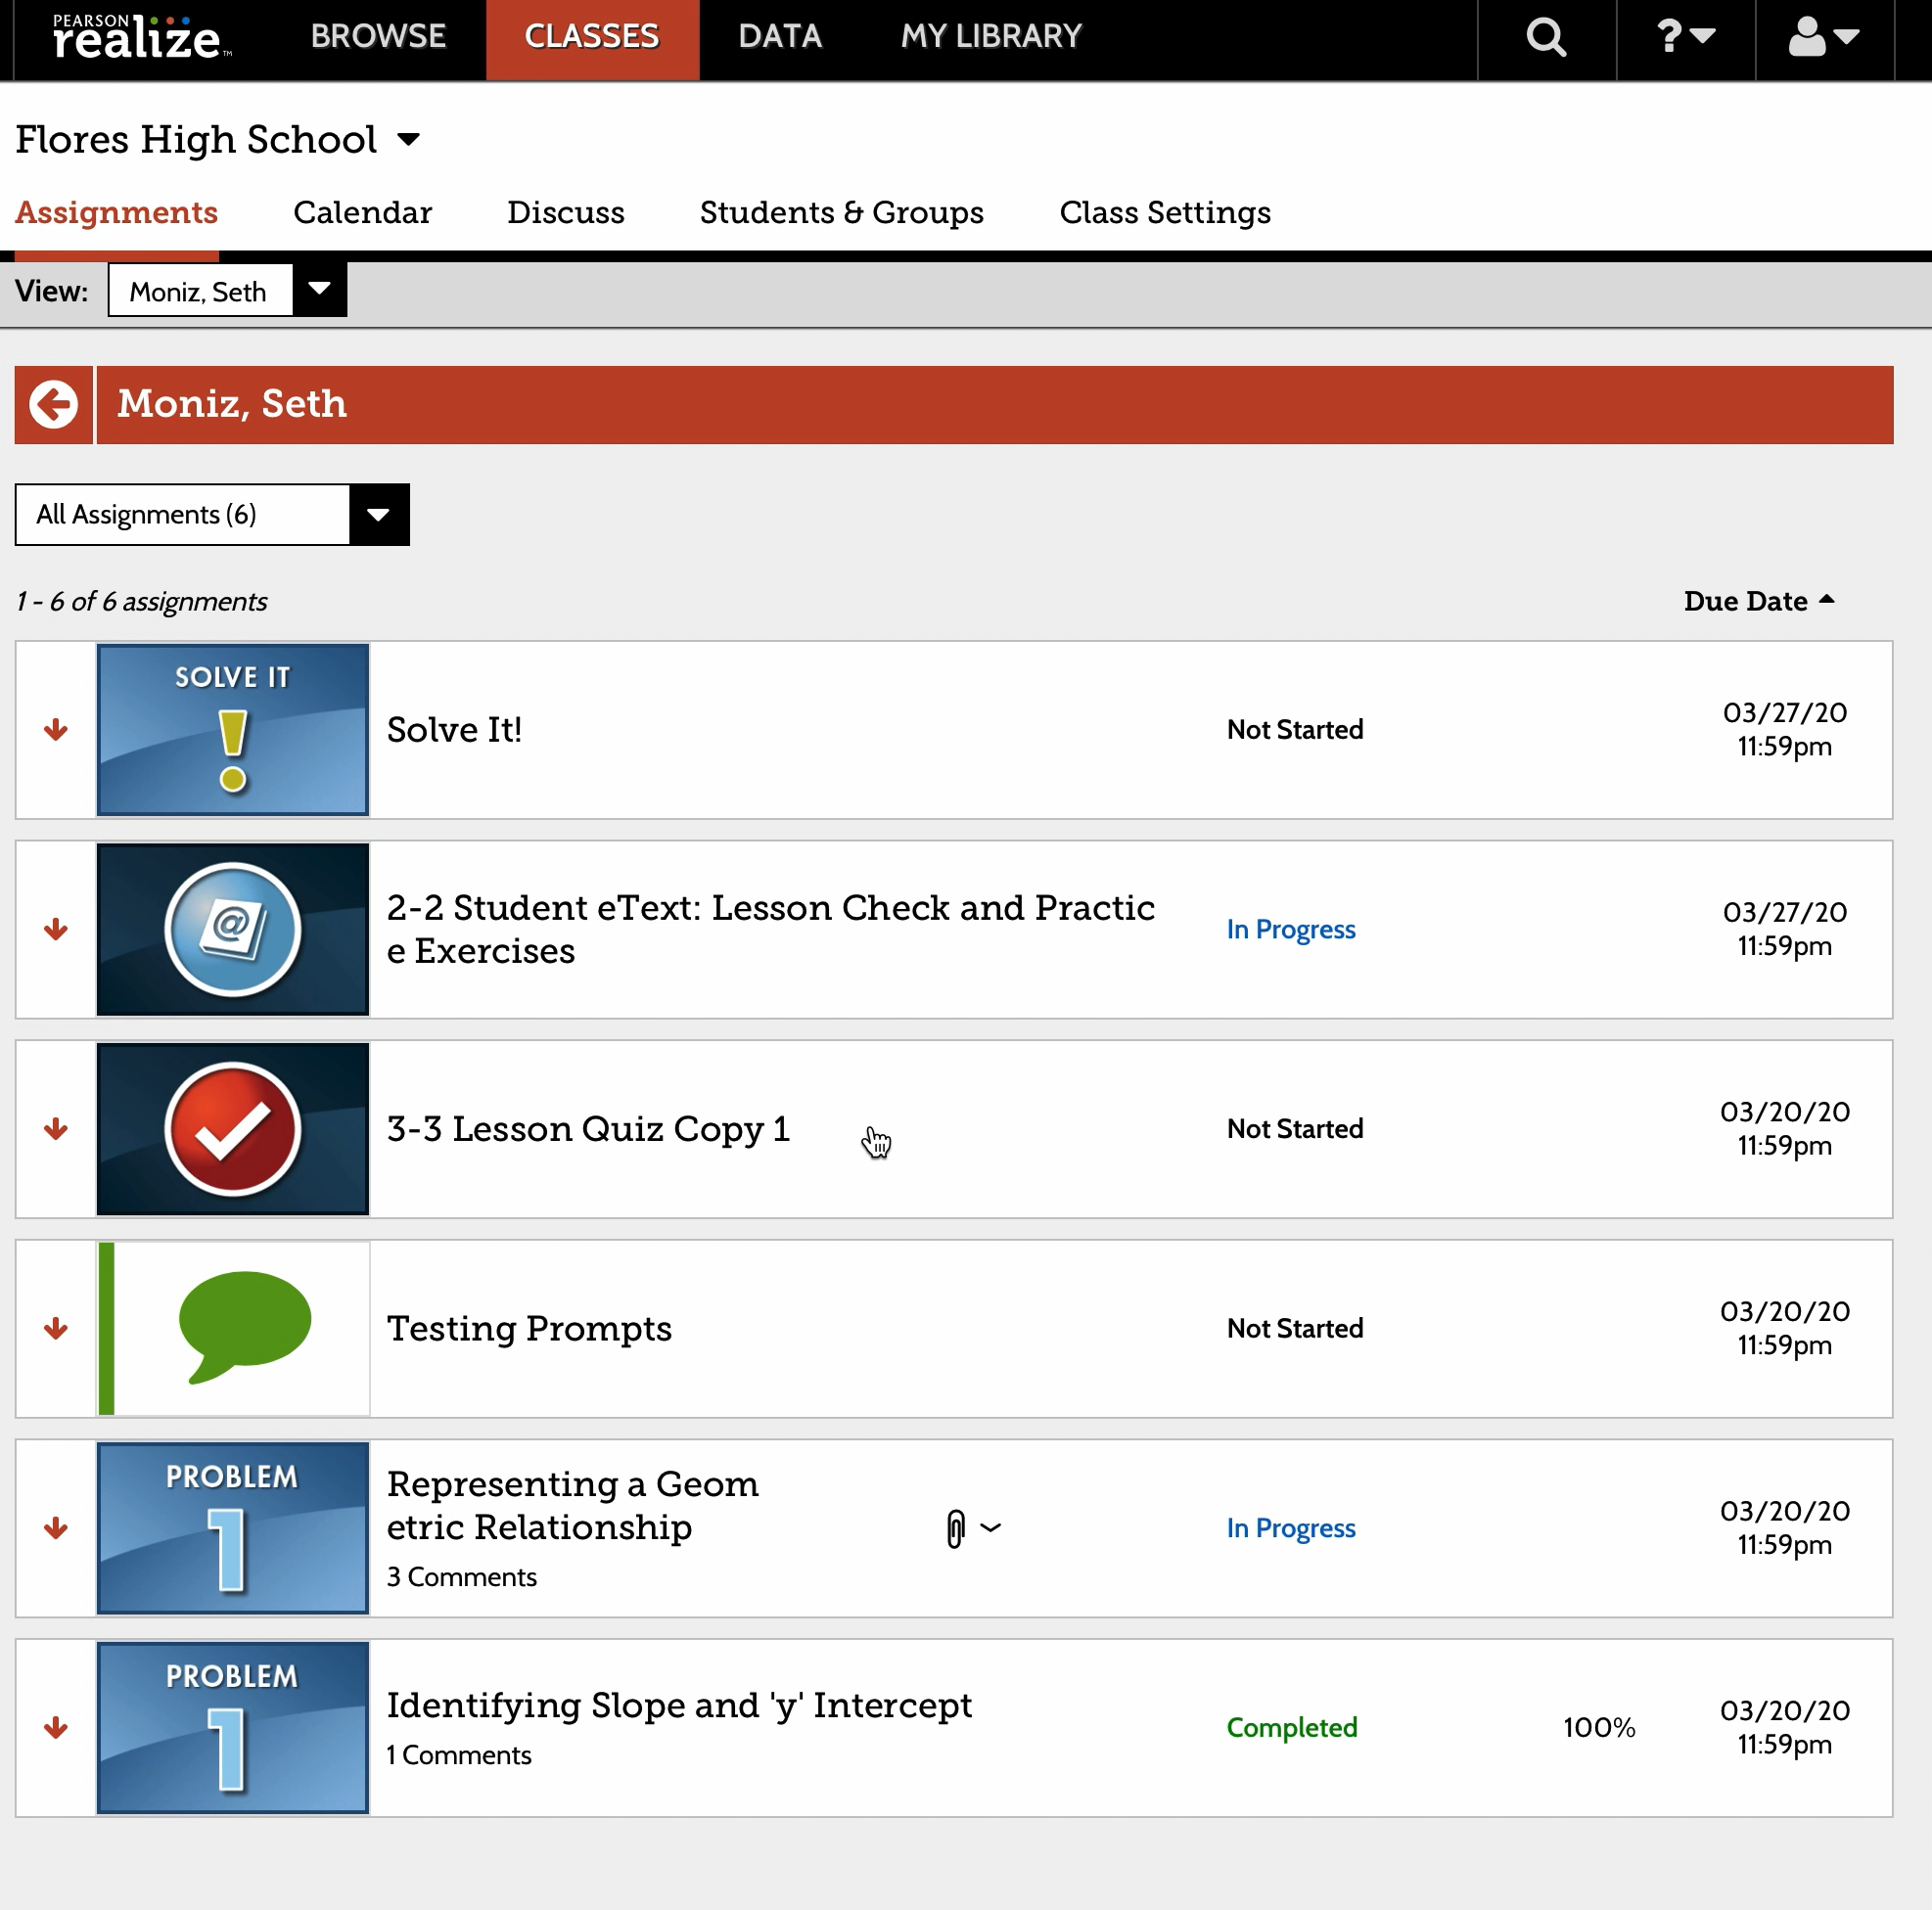 PEARSON
realize™
BROWSE CLASSES DATA MY LIBRARY ?
Flores High School
Assignments Calendar Discuss Students & Groups Class Settings
View: Moniz, Seth
Moniz, Seth
All Assignments (6)
1 - 6 of 6 assignments Due Date
SOLVE IT
!
Solve It! Not Started 03/27/20
11:59pm
@
2-2 Student eText: Lesson Check and Practic
e Exercises
In Progress 03/27/20
11:59pm
3-3 Lesson Quiz Copy 1 Not Started 03/20/20
11:59pm
Testing Prompts Not Started 03/20/20
11:59pm
PROBLEM
1
Representing a Geom
etric Relationship
3 Comments
In Progress 03/20/20
11:59pm
PROBLEM
1
Identifying Slope and 'y' Intercept
1 Comments
Completed 100% 03/20/20
11:59pm